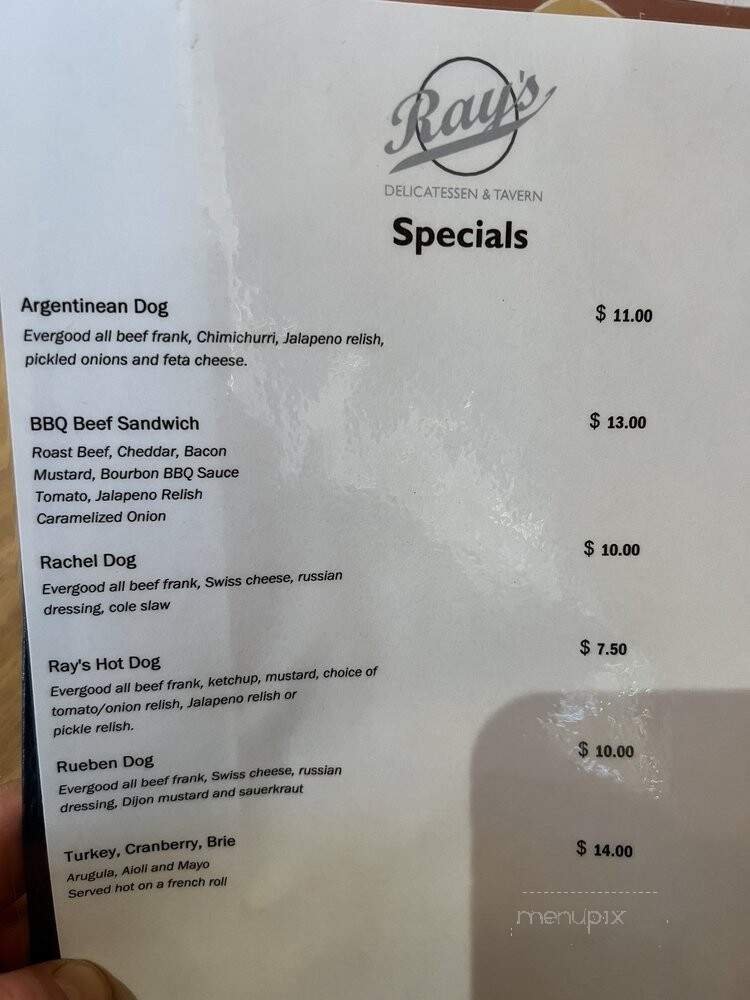 Ray's
DELICATESSEN & TAVERN
Specials
Argentinean Dog $ 11.00
Evergood all beef frank, Chimichurri, Jalapeno relish,
pickled onions and feta cheese.
BBQ Beef Sandwich $ 13.00
Roast Beef, Cheddar, Bacon
Mustard, Bourbon BBQ Sauce
Tomato, Jalapeno Relish
Caramelized Onion
Rachel Dog $ 10.00
Evergood all beef frank, Swiss cheese, russian
dressing, cole slaw
Ray's Hot Dog $ 7.50
Evergood all beef frank, ketchup, mustard, choice of
tomato/onion relish, Jalapeno relish or
pickle relish.
Rueben Dog $ 10.00
Evergood all beef frank, Swiss cheese, russian
dressing, Dijon mustard and sauerkraut
Turkey, Cranberry, Brie $ 14.00
Arugula, Aioli and Mayo
Served hot on a french roll
menupix